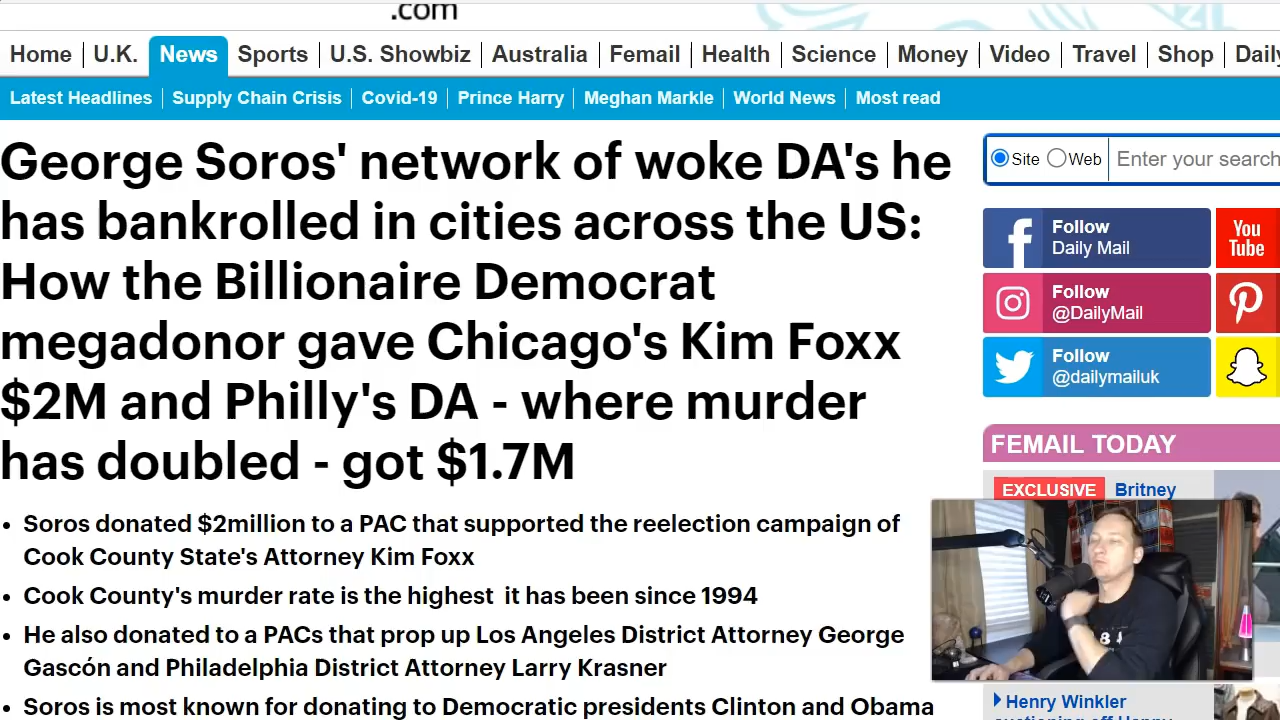 .com
Home U.K. News Sports U.S. Showbiz Australia Femail Health Science Money Video Travel Shop
Latest Headlines Supply Chain Crisis Covid-19 Prince Harry Meghan Markle World News Most read
George Soros' network of woke DA's he
has bankrolled in cities across the US:
How the Billionaire Democrat
megadonor gave Chicago's Kim Foxx
$2M and Philly's DA - where murder
has doubled - got $1.7M
• Soros donated $2million to a PAC that supported the reelection campaign of
Cook County State's Attorney Kim Foxx
• Cook County's murder rate is the highest it has been since 1994
• He also donated to a PACs that prop up Los Angeles District Attorney George
Gascón and Philadelphia District Attorney Larry Krasner
• Soros is most known for donating to Democratic presidents Clinton and Obama
Site Web Enter your search
Follow
Daily Mail
You
Tube
Follow
@DailyMail
Follow
@dailymailuk
FEMAIL TODAY
EXCLUSIVE Britney
Henry Winkler